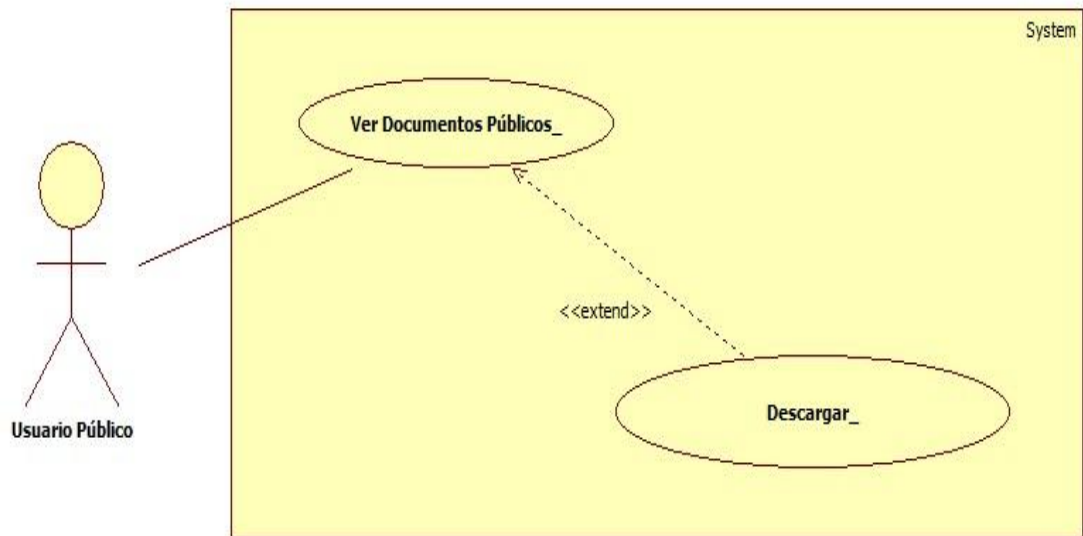 System
Ver Documentos Públicos_
<<extend>>
Descargar_
Usuario Público